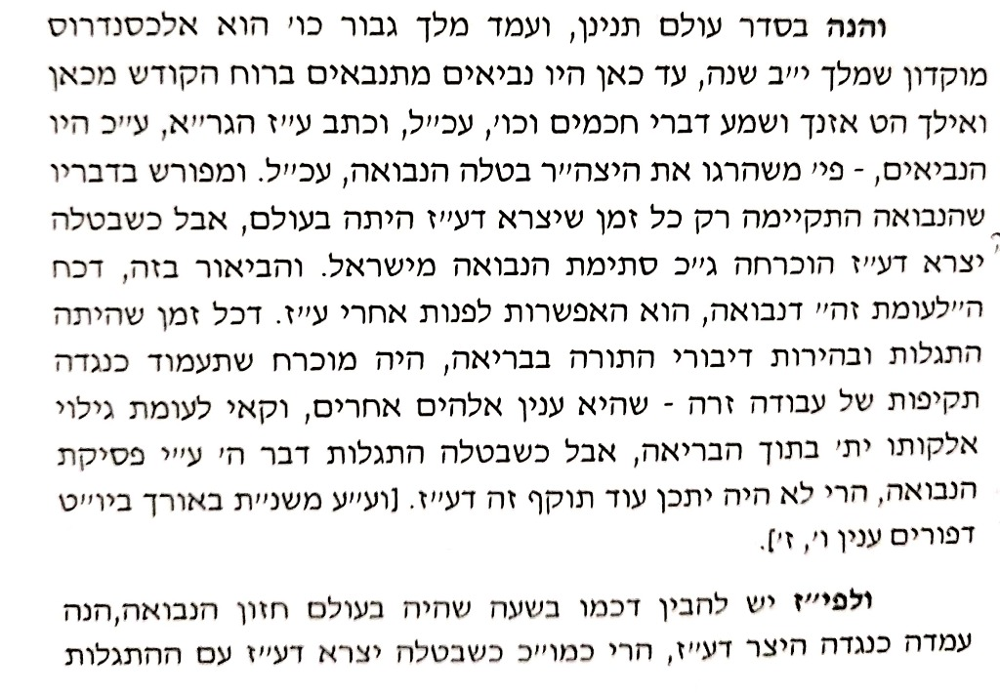 והנה בסדר עולם תנינן, ועמד מלך גבור כו' הוא אלכסנדרוס
מוקדון שמלך י״ב שנה, עד כאן היו נביאים מתנבאים ברוח הקודש מכאן
ואילך הט אזנך ושמע דברי חכמים וכו', עכ״ל, וכתב ע״ז הגר״א, ע״כ היו
הנביאים, - פי' משהרגו את היצה״ר בטלה הנבואה, עכ״ל. ומפורש בדבריו
שהנבואה התקיימה רק כל זמן שיצרא דע״ז היתה בעולם, אבל כשבטלה
יצרא דע״ז הוכרחה ג״כ סתימת הנבואה מישראל. והביאור בזה, דכח
ה״לעומת זה״ דנבואה, הוא האפשרות לפנות אחרי ע״ז. דכל זמן שהיתה
התגלות ובהירות דיבורי התורה בבריאה, היה מוכרח שתעמוד כנגדה
תקיפות של עבודה זרה - שהיא ענין אלהים אחרים, וקאי לעומת גילוי
אלקותו ית' בתוך הבריאה, אבל כשבטלה התגלות דבר ה' ע״י פסיקת
הנבואה, הרי לא היה יתכן עוד תוקף זה דע״ז. [וע״ע משנ״ת באורך ביו״ט
דפורים ענין ו', ז'].
ולפי״ז יש להבין דכמו בשעה שהיה בעולם חזון הנבואה,הנה
עמדה כנגדה היצר דע״ז, הרי כמו״כ כשבטלה יצרא דע״ז עם ההתגלות